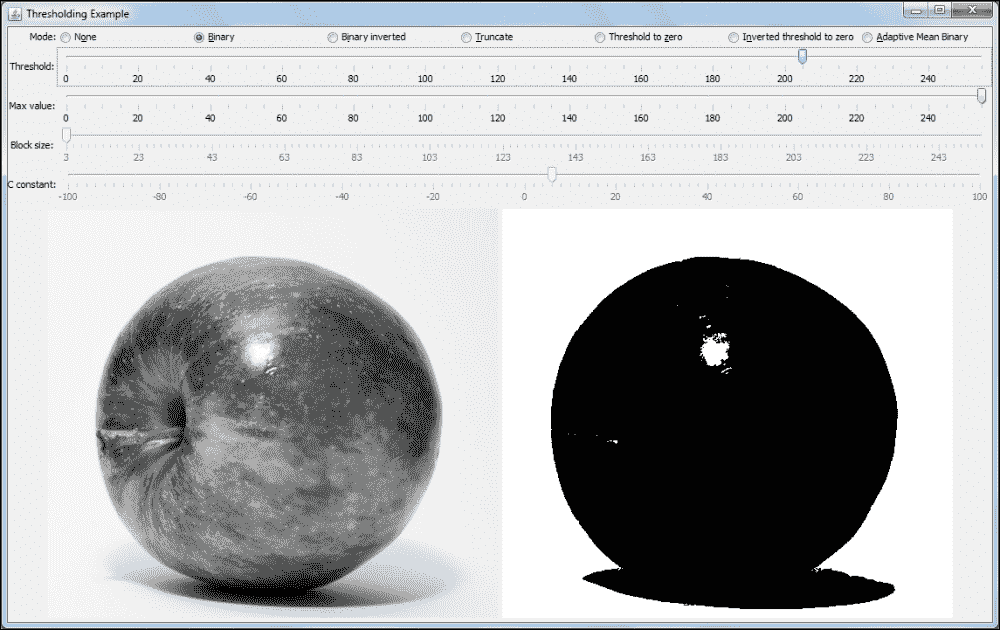 Thresholding Example
Mode: None Binary Binary inverted Truncate Threshold to zero Inverted threshold to zero Adaptive Mean Binary
Threshold:
0 20 40 60 80 100 120 140 160 180 200 220 240
Max value:
0 20 40 60 80 100 120 140 160 180 200 220 240
Block size:
3 23 43 63 83 103 123 143 163 183 203 223 243
C constant:
-100 -80 -60 -40 -20 0 20 40 60 80 100